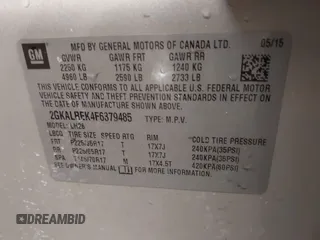 GM
MFD BY GENERAL MOTORS OF CANADA LTD. 05/15
GVWR GAWR FRT GAWR RR
2250 KG 1175 KG 1240 KG
4960 LB 2590 LB 2733 LB
THIS VEHICLE CONFORMS TO ALL APPLICABLE U.S. FEDERAL MOTOR
VEHICLE SAFETY, BUMPER, AND THEFT PREVENTION STANDARDS IN EFFECT
ON THE DATE OF MANUFACTURE SHOWN ABOVE.
TYPE: M.P.V.
LH26
TIRE SIZE SPEED RTG RIM COLD TIRE PRESSURE
FRT T 17X7J 240KPA(35PSI)
RR T 17X7J 240KPA(35PSI)
SPA M 17X4.5T 420KPA(60PSI)
SEE OWNER'S MANUAL FOR ADDITIONAL INFORMATION.
DREAMBID